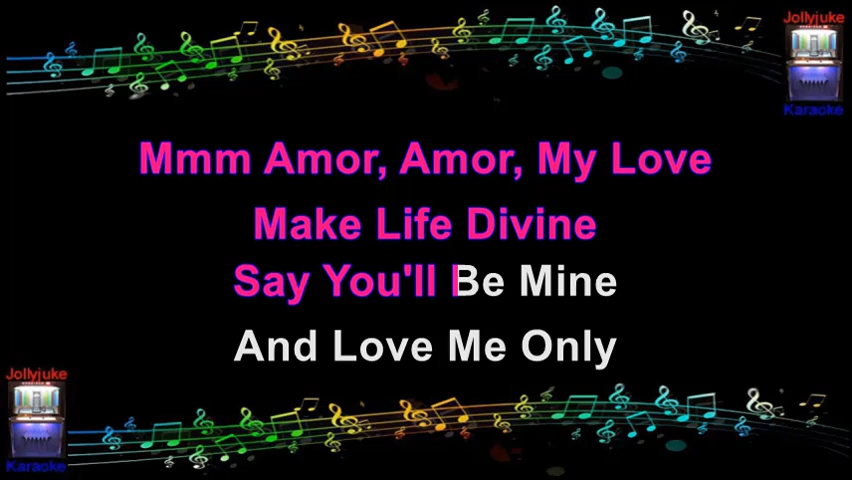 Jollyjuke
Karaoke
Mmm Amor, Amor, My Love
Make Life Divine
Say You'll Be Mine
And Love Me Only
Jollyjuke
Karaoke